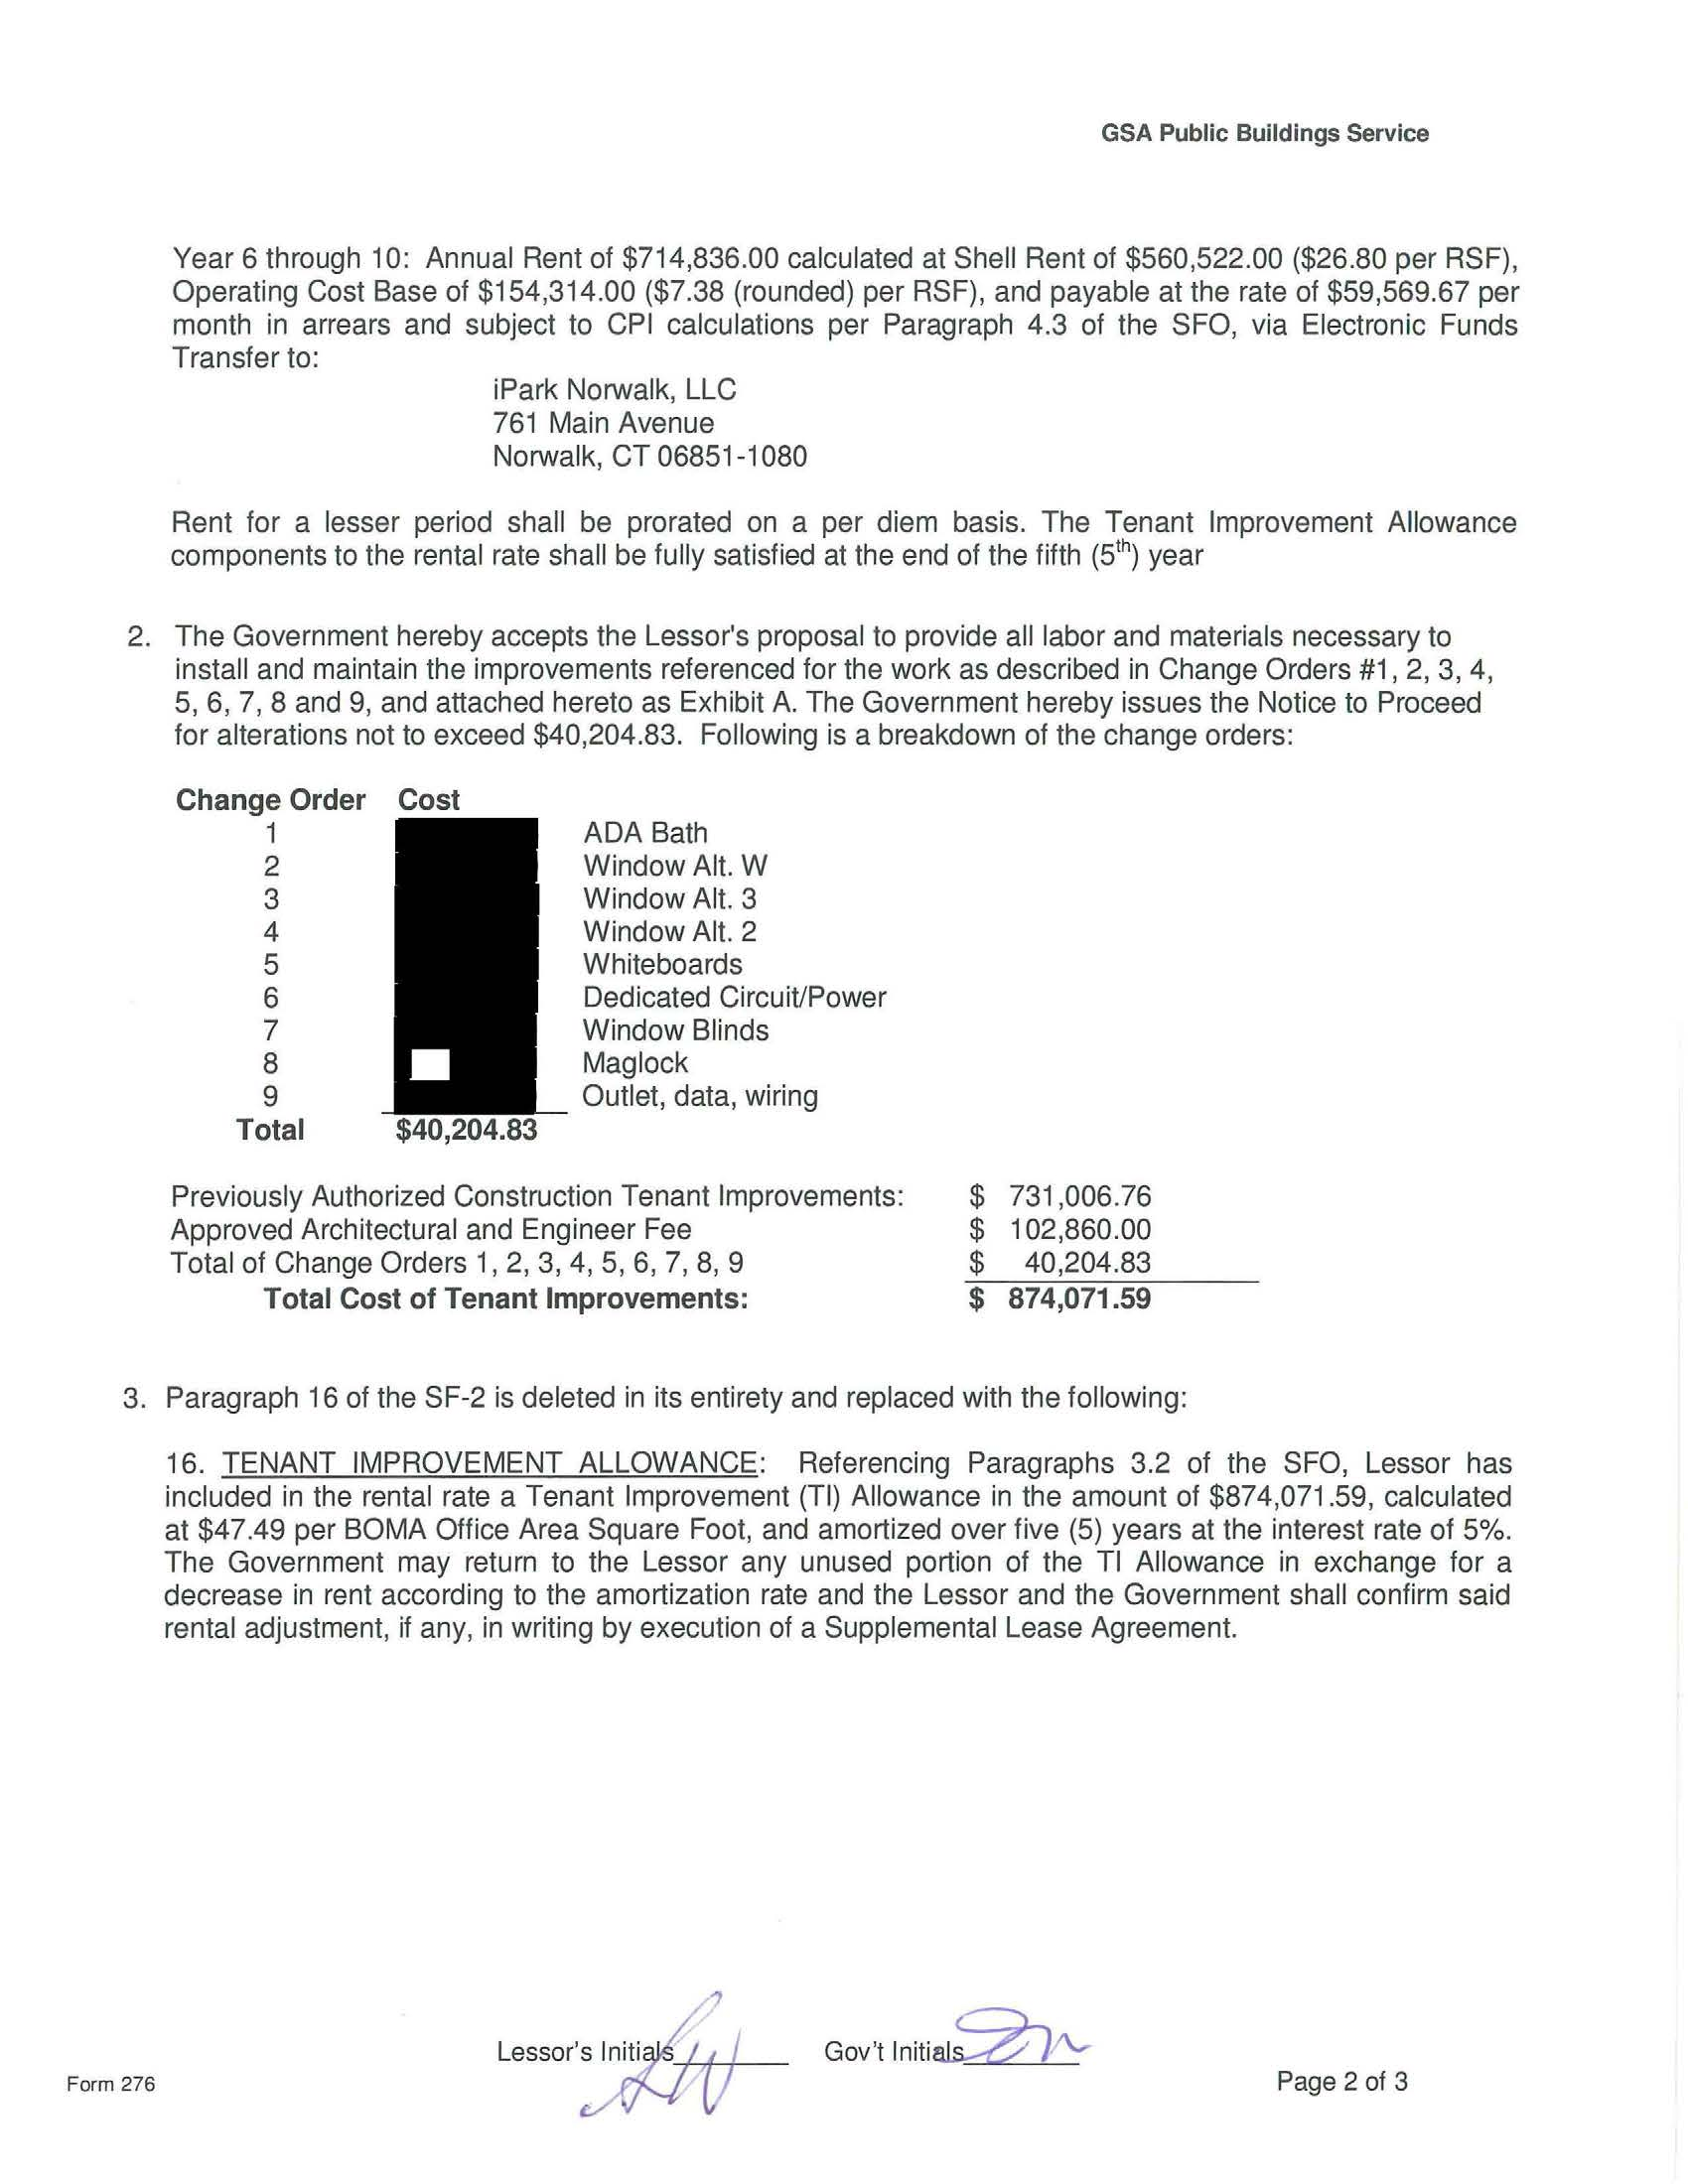 GSA Public Buildings Service
Year 6 through 10: Annual Rent of $714,836.00 calculated at Shell Rent of $560,522.00 ($26.80 per RSF),
Operating Cost Base of $154,314.00 ($7.38 (rounded) per RSF), and payable at the rate of $59,569.67 per
month in arrears and subject to CPI calculations per Paragraph 4.3 of the SFO, via Electronic Funds
Transfer to:
iPark Norwalk, LLC
761 Main Avenue
Norwalk, CT 06851-1080
Rent for a lesser period shall be prorated on a per diem basis. The Tenant Improvement Allowance
components to the rental rate shall be fully satisfied at the end of the fifth (5th) year
2. The Government hereby accepts the Lessor's proposal to provide all labor and materials necessary to
install and maintain the improvements referenced for the work as described in Change Orders #1, 2, 3, 4,
5, 6, 7, 8 and 9, and attached hereto as Exhibit A. The Government hereby issues the Notice to Proceed
for alterations not to exceed $40,204.83. Following is a breakdown of the change orders:
Change Order Cost
1 ADA Bath
2 Window Alt. W
3 Window Alt. 3
4 Window Alt. 2
5 Whiteboards
6 Dedicated Circuit/Power
7 Window Blinds
8 Maglock
9 Outlet, data, wiring
Total $40,204.83
Previously Authorized Construction Tenant Improvements: $ 731,006.76
Approved Architectural and Engineer Fee $ 102,860.00
Total of Change Orders 1, 2, 3, 4, 5, 6, 7, 8, 9 $ 40,204.83
Total Cost of Tenant Improvements: $ 874,071.59
3. Paragraph 16 of the SF-2 is deleted in its entirety and replaced with the following:
16. TENANT IMPROVEMENT ALLOWANCE: Referencing Paragraphs 3.2 of the SFO, Lessor has
included in the rental rate a Tenant Improvement (TI) Allowance in the amount of $874,071.59, calculated
at $47.49 per BOMA Office Area Square Foot, and amortized over five (5) years at the interest rate of 5%.
The Government may return to the Lessor any unused portion of the TI Allowance in exchange for a
decrease in rent according to the amortization rate and the Lessor and the Government shall confirm said
rental adjustment, if any, in writing by execution of a Supplemental Lease Agreement.
Lessor's Initials Gov't Initials
Form 276
Page 2 of 3